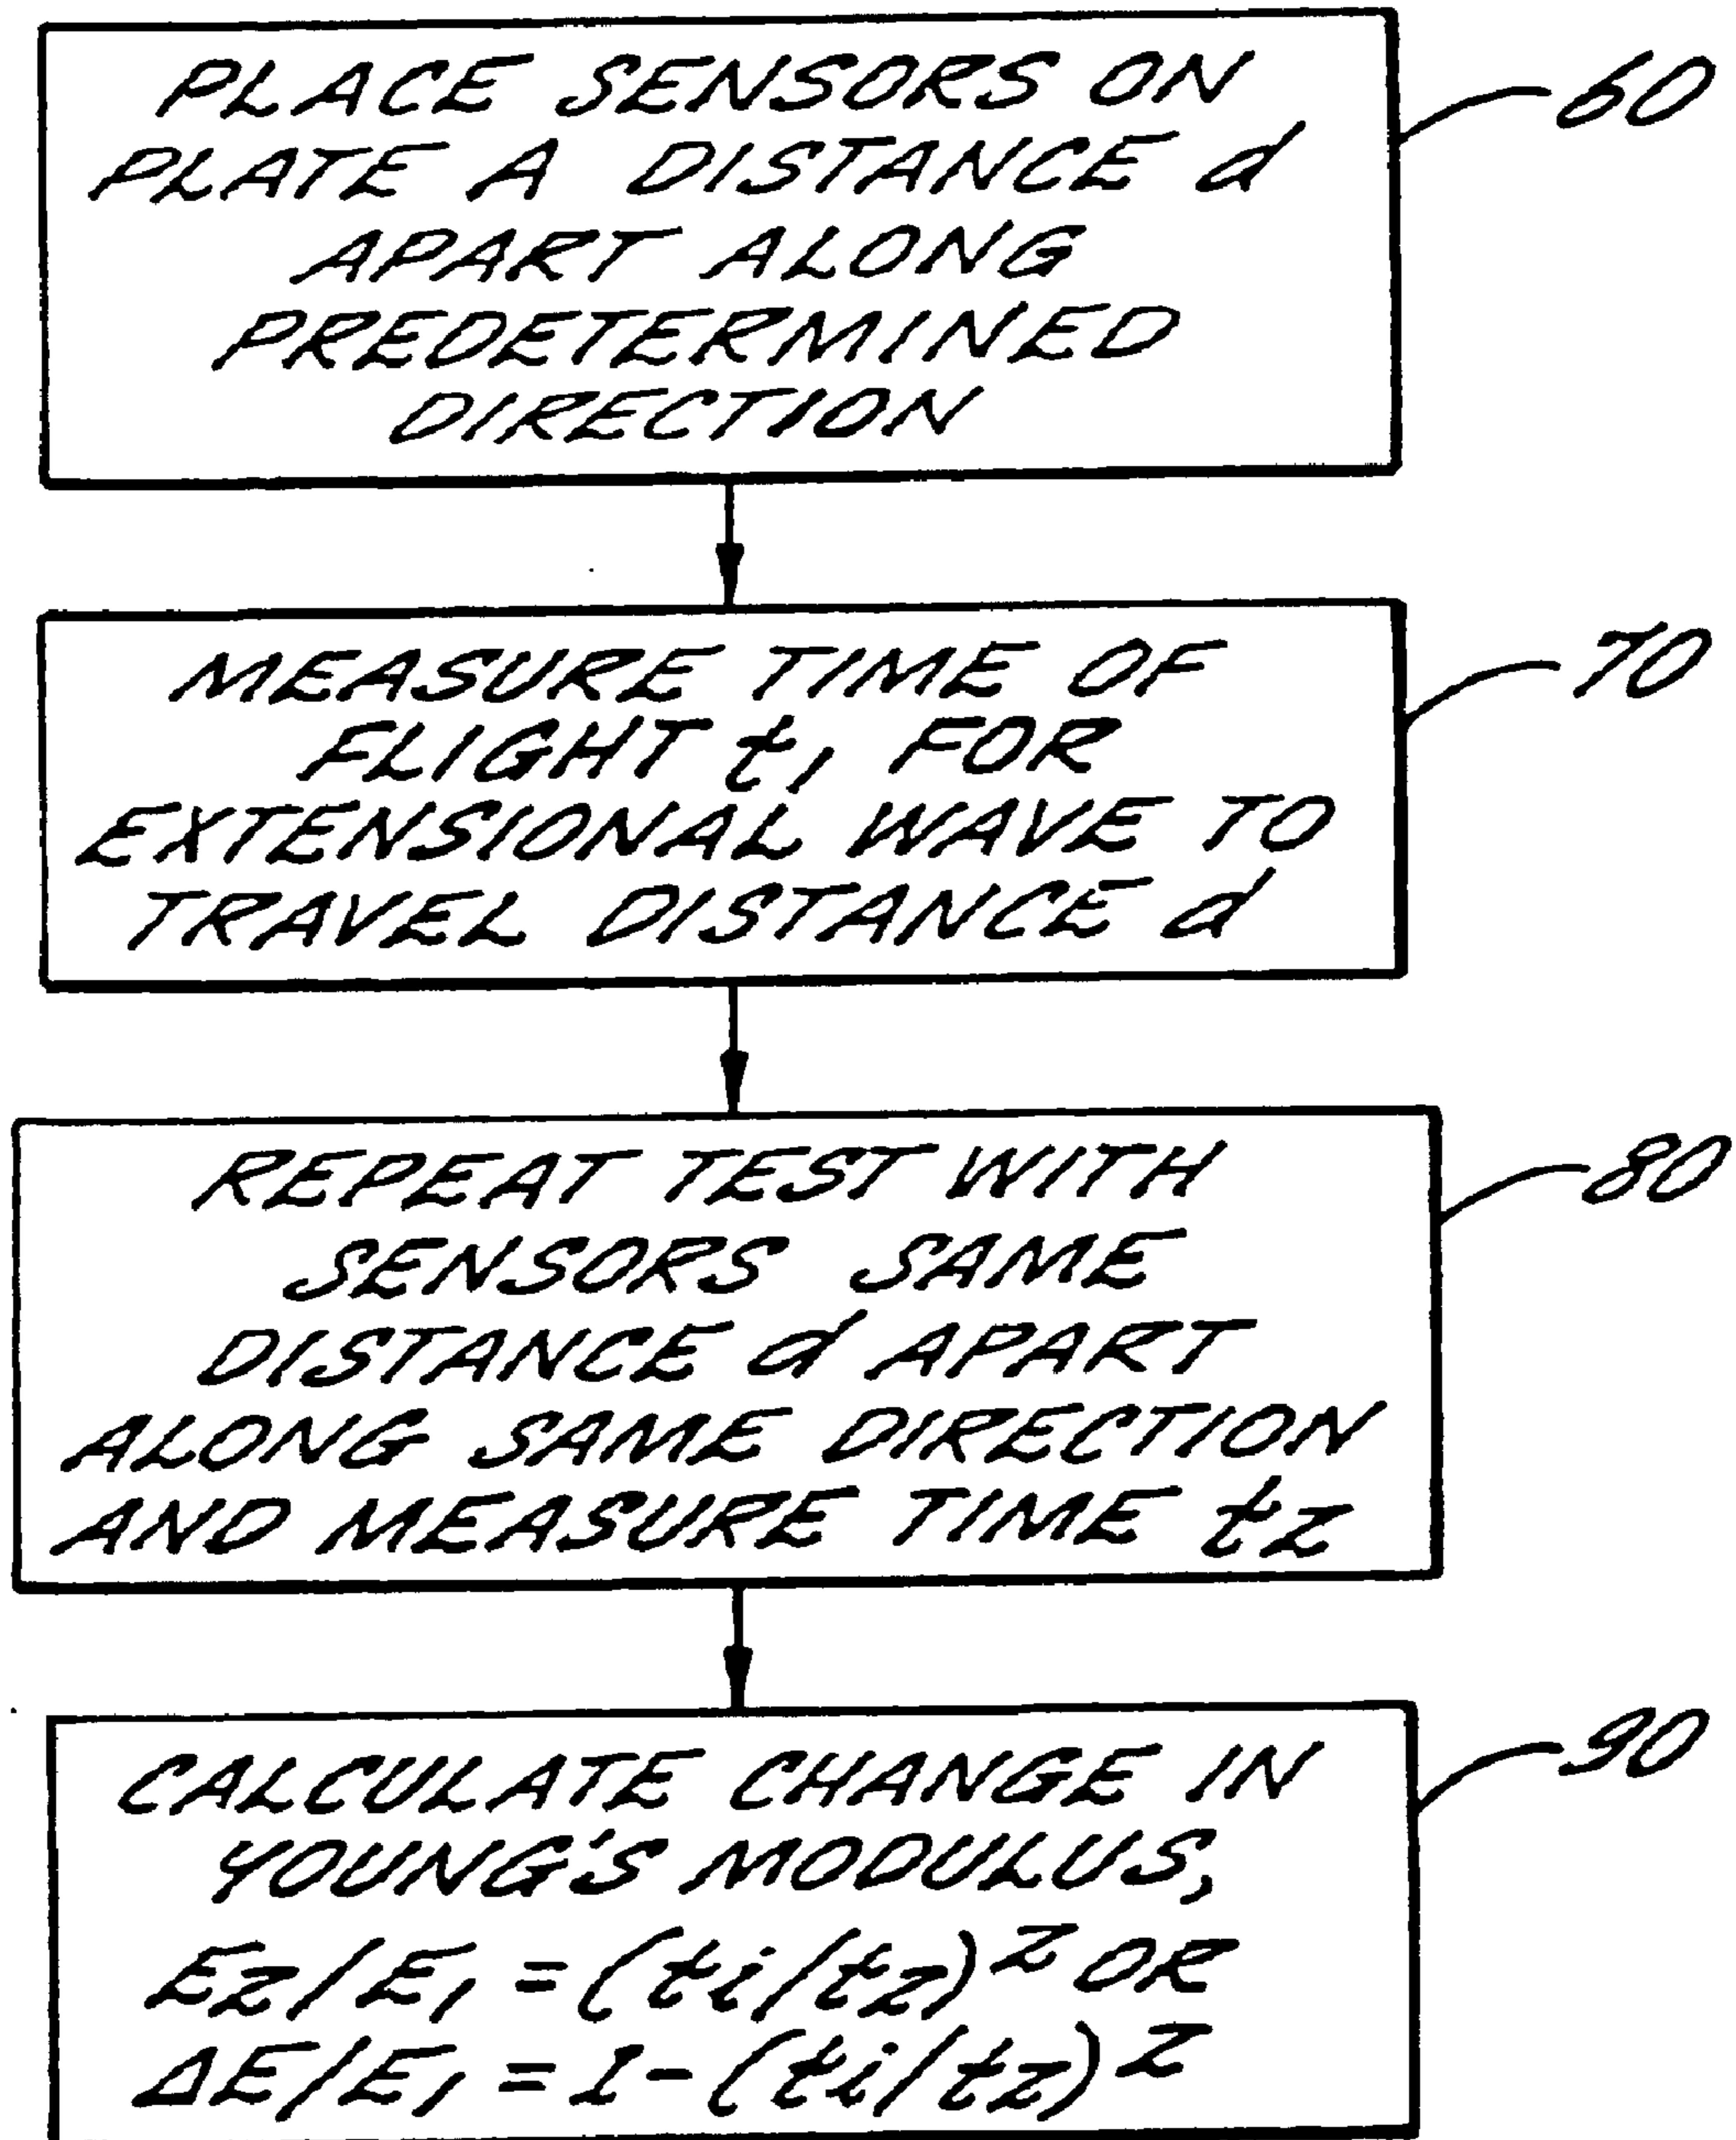 PLACE SENSORS ON
PLATE A DISTANCE d
APART ALONG
PREDETERMINED
DIRECTION
60
MEASURE TIME OF
FLIGHT t1 FOR
EXTENSIONAL WAVE TO
TRAVEL DISTANCE d
70
REPEAT TEST WITH
SENSORS SAME
DISTANCE d APART
ALONG SAME DIRECTION
AND MEASURE TIME t2
80
CALCULATE CHANGE IN
YOUNG'S MODULUS,
E2/E1 = (ti/t2)2 OR
ΔE/E1 = 1-(ti/t2)2
90